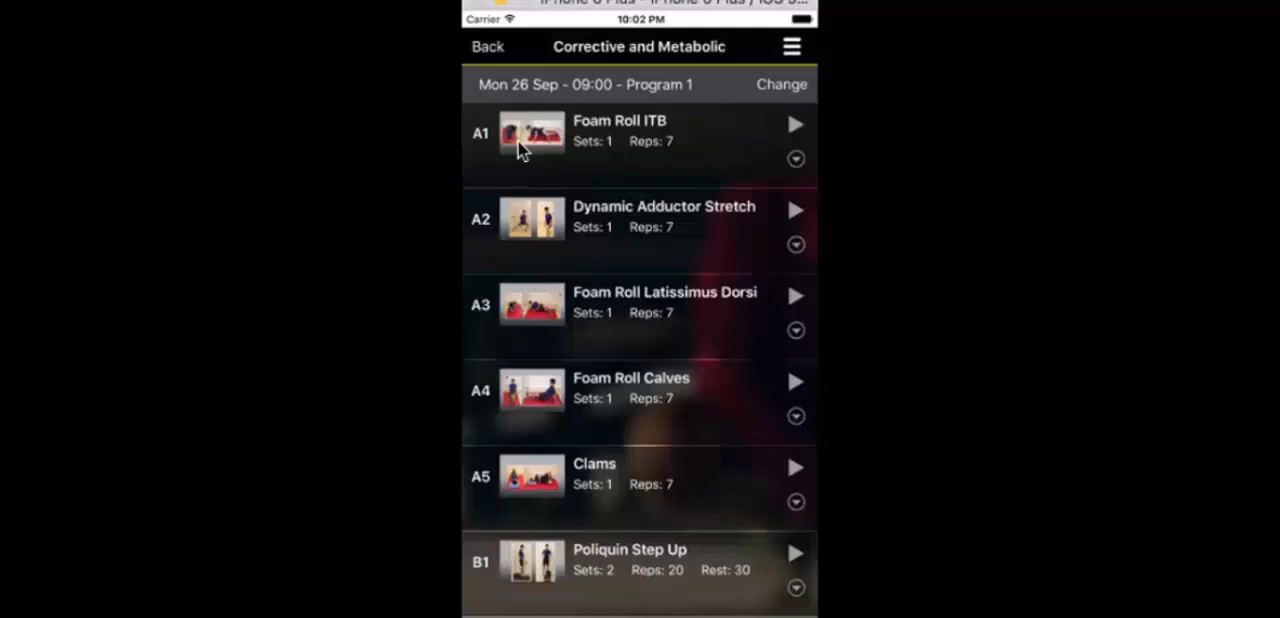 Carrier 10:02 PM
Back Corrective and Metabolic
Mon 26 Sep - 09:00 - Program 1 Change
A1 Foam Roll ITB
Sets: 1 Reps: 7
A2 Dynamic Adductor Stretch
Sets: 1 Reps: 7
A3 Foam Roll Latissimus Dorsi
Sets: 1 Reps: 7
A4 Foam Roll Calves
Sets: 1 Reps: 7
A5 Clams
Sets: 1 Reps: 7
B1 Poliquin Step Up
Sets: 2 Reps: 20 Rest: 30